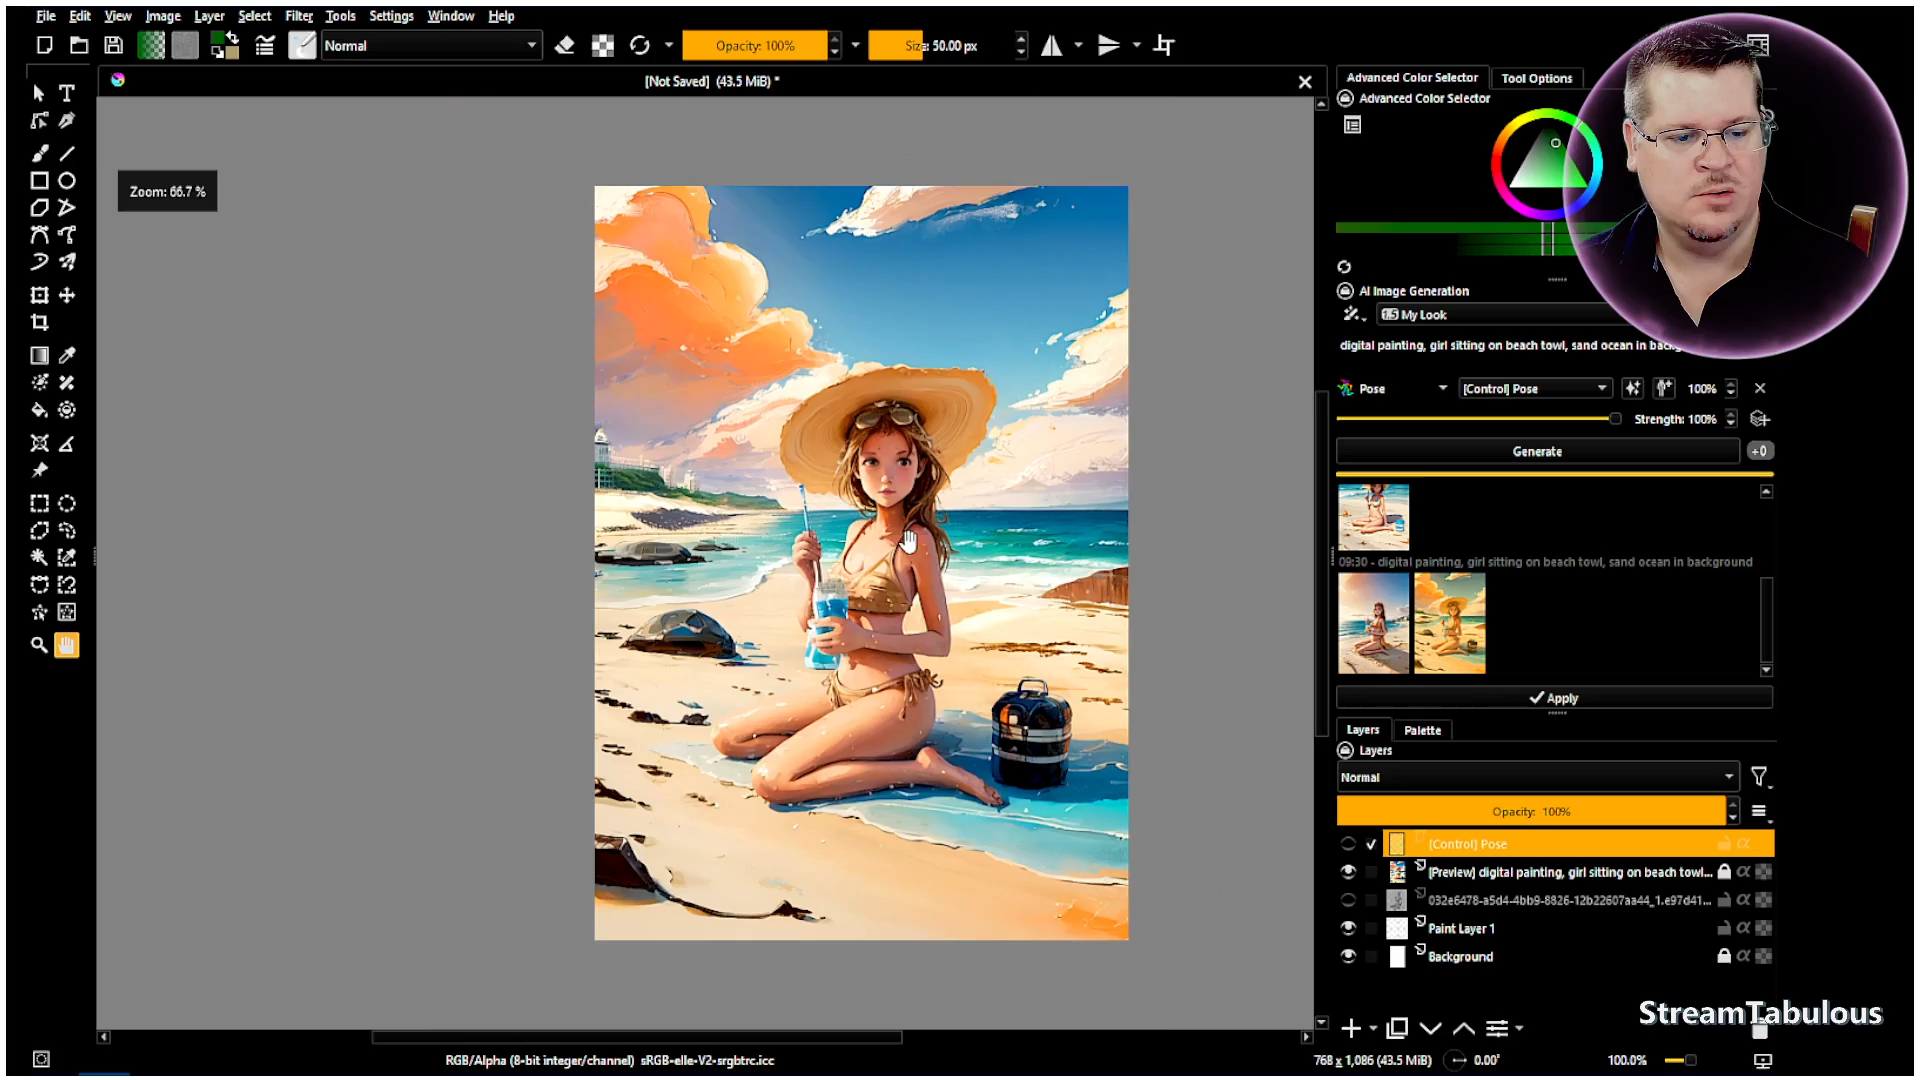 File Edit View Image Layer Select Filter Tools Settings Window Help
Normal
Opacity: 100%
Size: 50.00 px
[Not Saved] (43.5 MiB) *
Zoom: 66.7 %
Advanced Color Selector
Tool Options
Advanced Color Selector
AI Image Generation
1.5 My Look
digital painting, girl sitting on beach towl, sand ocean in
Pose
[Control] Pose
100%
Strength: 100%
Generate
+0
09:30 - digital painting, girl sitting on beach towl, sand ocean in background
Apply
Layers
Palette
Layers
Normal
Opacity: 100%
[Control] Pose
[Preview] digital painting, girl sitting on beach towl...
032e6478-a5d4-4bb9-8826-12b22607aa44_1.e97d41...
Paint Layer 1
Background
StreamTabulous
RGB/Alpha (8-bit integer/channel) sRGB-elle-V2-srgbtrc.icc
768 x 1,086 (43.5 MiB)
0.00°
100.0%